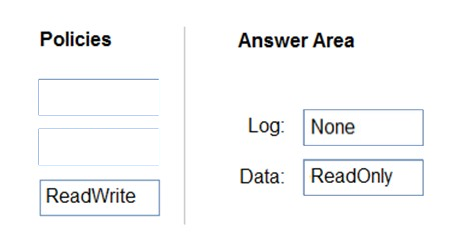 Policies
ReadWrite
Answer Area
Log: None
Data: ReadOnly